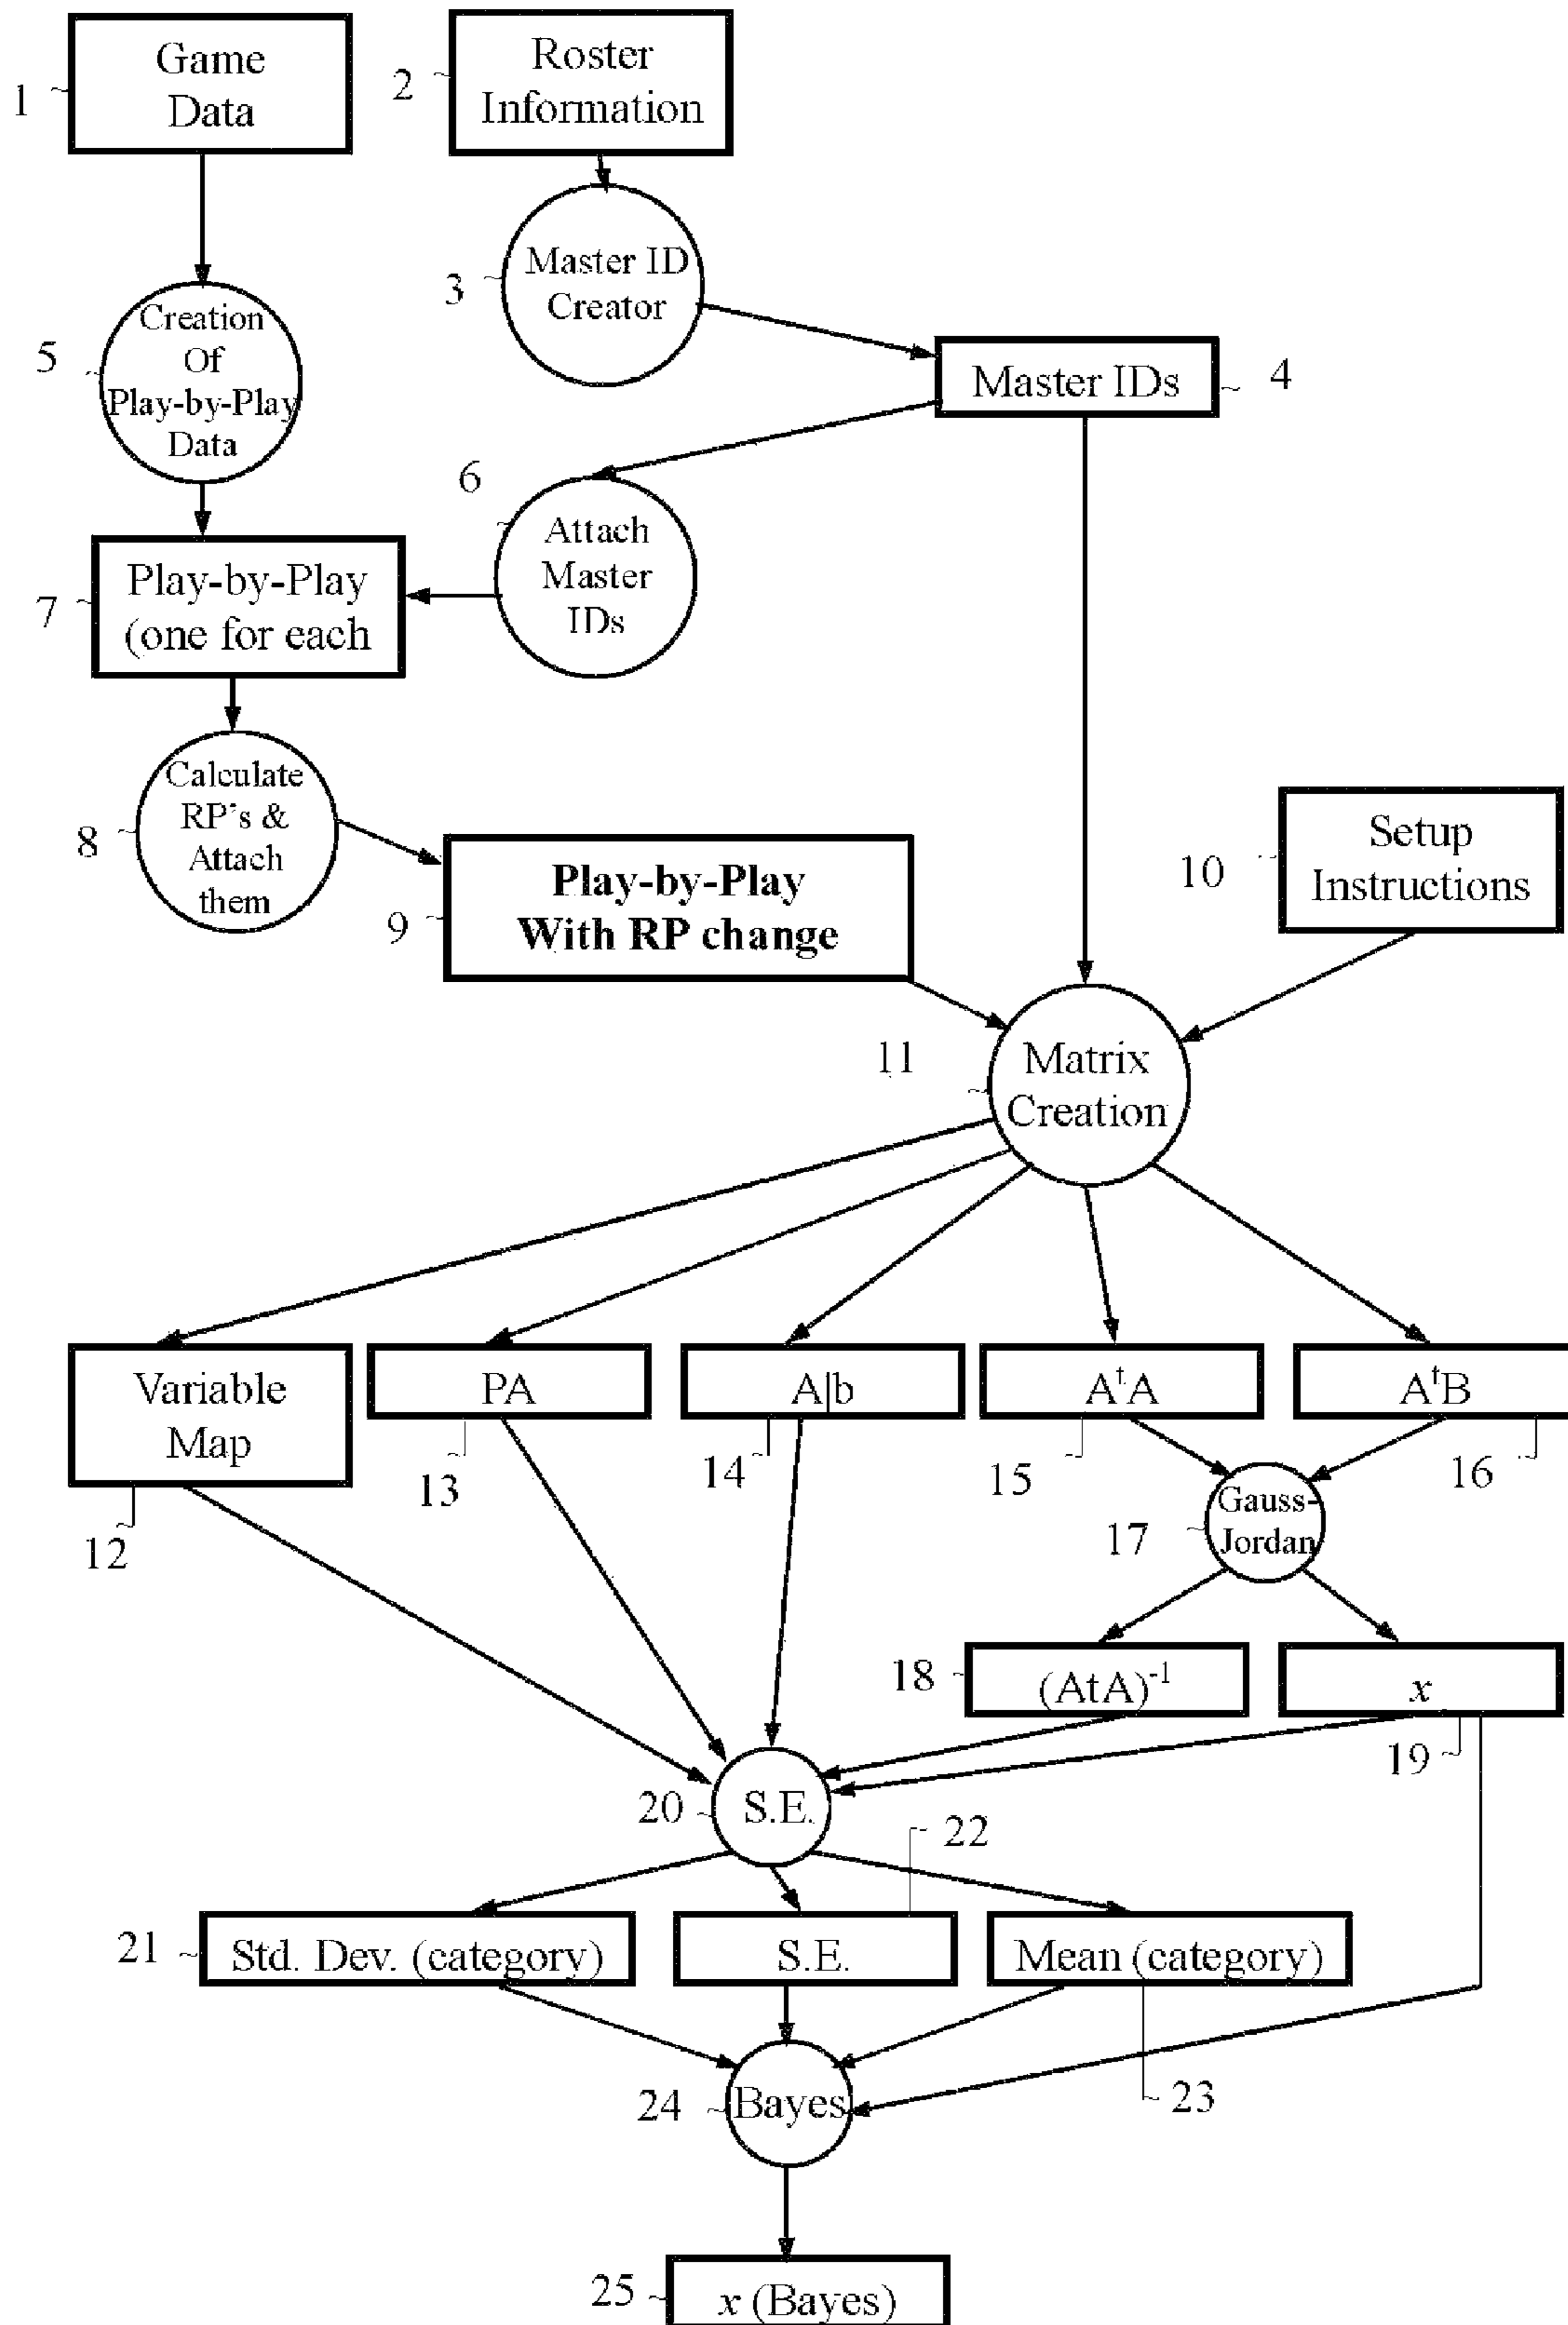 Game
Data
1
Roster
Information
2
Master ID
Creator
3
Master IDs
4
Creation
Of
Play-by-Play
Data
5
Attach
Master
IDs
6
Play-by-Play
(one for each
7
Calculate
RP's &
Attach
them
8
Play-by-Play
With RP change
9
Setup
Instructions
10
Matrix
Creation
11
Variable
Map
12
PA
13
A|b
14
AᵗA
15
AᵗB
16
Gauss-
Jordan
17
(AtA)⁻¹
18
x
19
S.E.
20
Std. Dev. (category)
21
S.E.
22
Mean (category)
23
Bayes
24
x (Bayes)
25